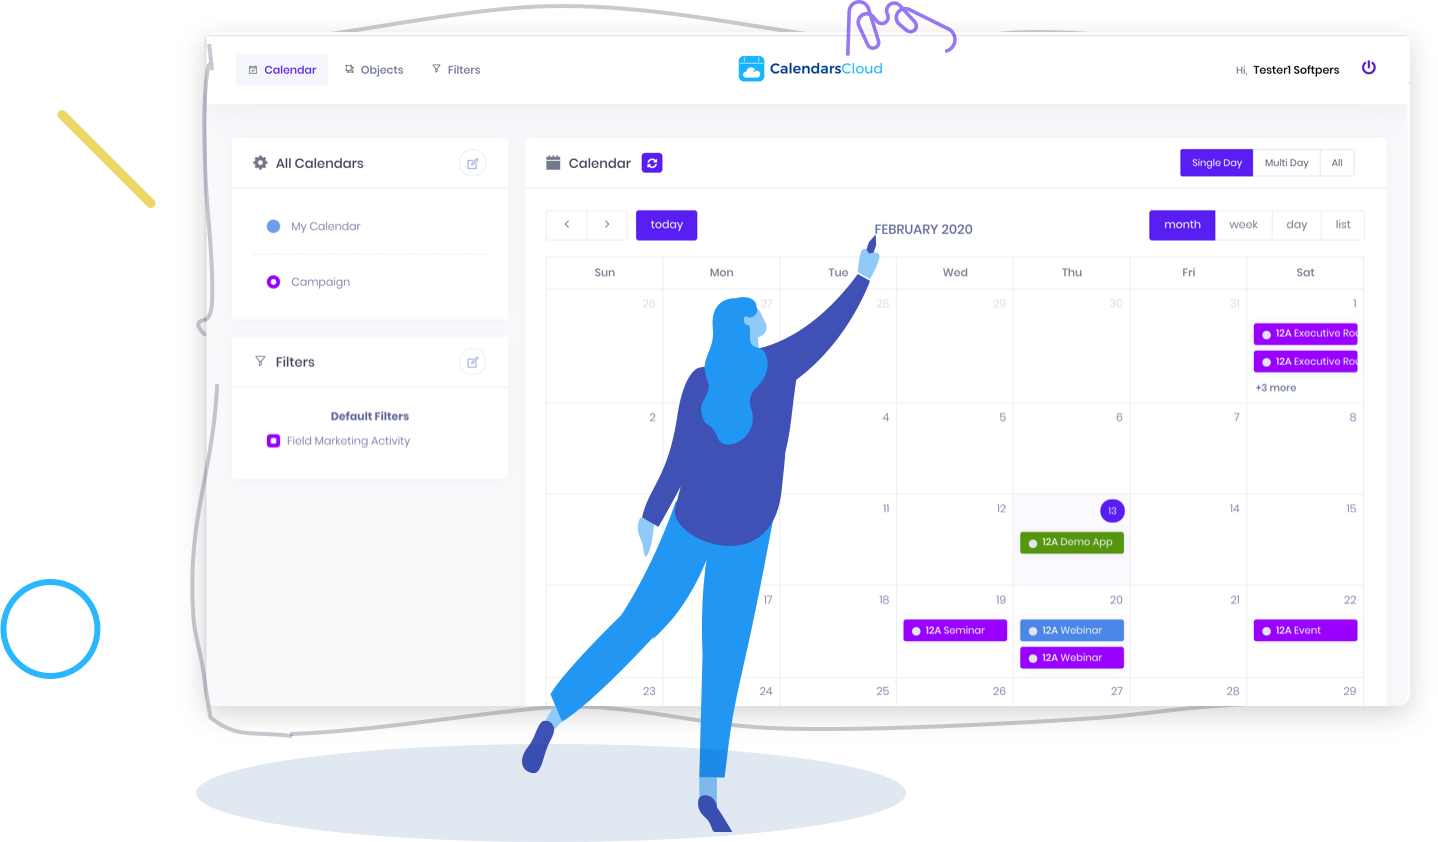 Calendar Objects Filters
CalendarsCloud
Hi, Tester1 Softpers
All Calendars
My Calendar
Campaign
Filters
Default Filters
Field Marketing Activity
Calendar
Single Day Multi Day All
today
FEBRUARY 2020
month week day list
Sun Mon Tue Wed Thu Fri Sat
26 27 28 29 30 31 1
12A Executive Rou
12A Executive Rou
+3 more
2 4 5 6 7 8
11 12 13 14 15
12A Demo App
17 18 19 20 21 22
12A Seminar 12A Webinar 12A Event
12A Webinar
23 24 25 26 27 28 29